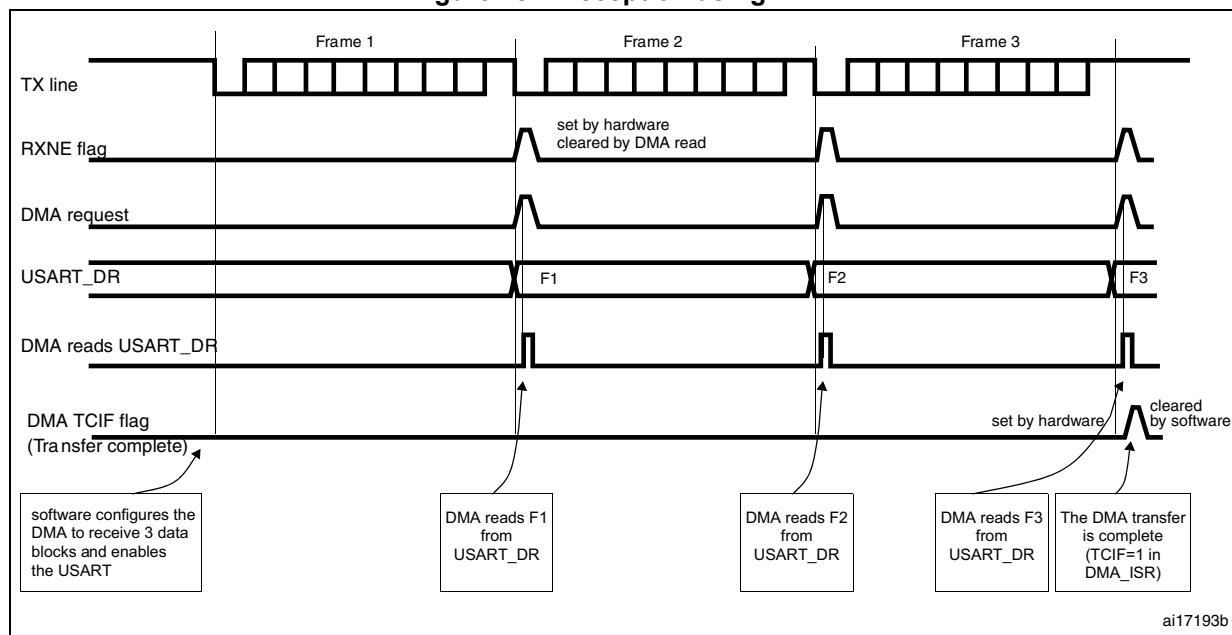 Frame 1
Frame 2
Frame 3
TX line
set by hardware
cleared by DMA read
RXNE flag
DMA request
USART_DR
F1
F2
F3
DMA reads USART_DR
DMA TCIF flag
(Transfer complete)
set by hardware
cleared
by software
software configures the
DMA to receive 3 data
blocks and enables
the USART
DMA reads F1
from
USART_DR
DMA reads F2
from
USART_DR
DMA reads F3
from
USART_DR
The DMA transfer
is complete
(TCIF=1 in
DMA_ISR)
ai17193b